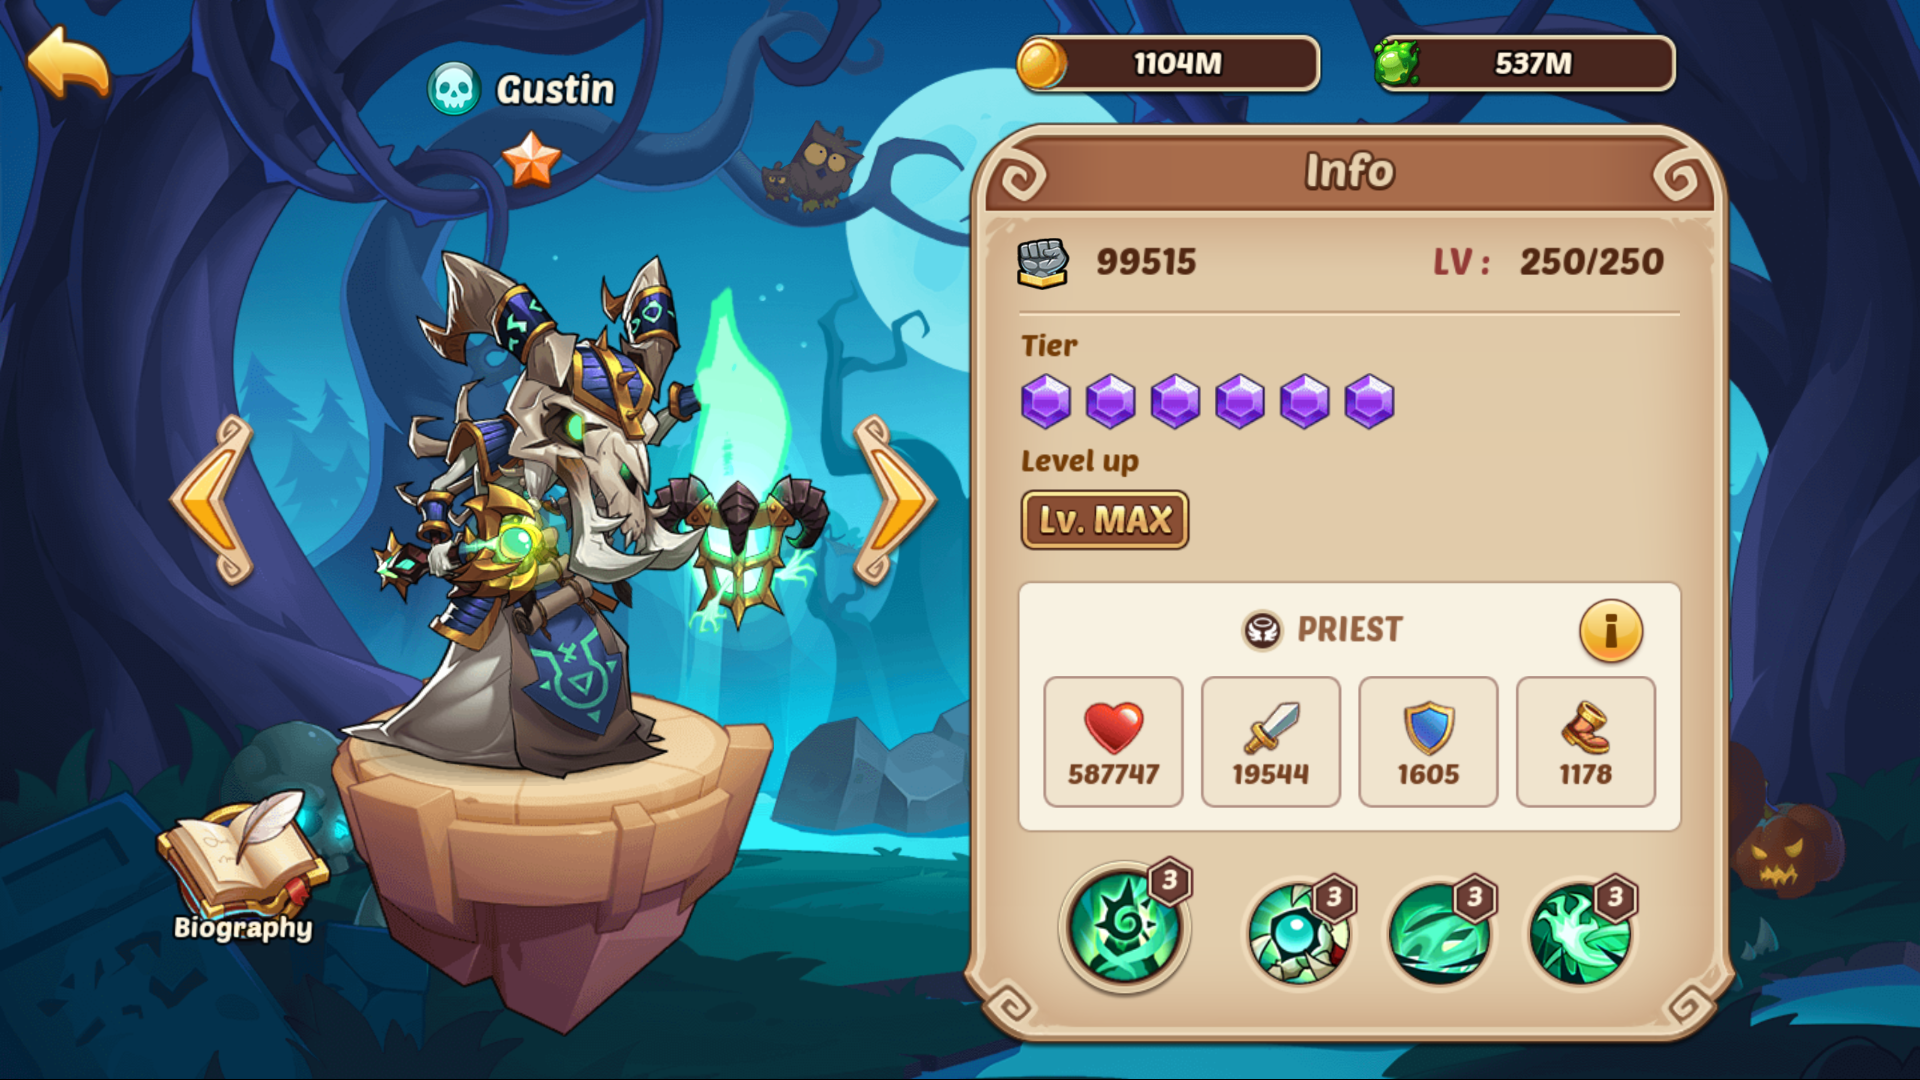 Gustin
1104M
537M
Info
99515
LV : 250/250
Tier
Level up
Lv. MAX
PRIEST
587747
19544
1605
1178
3
3
3
3
Biography